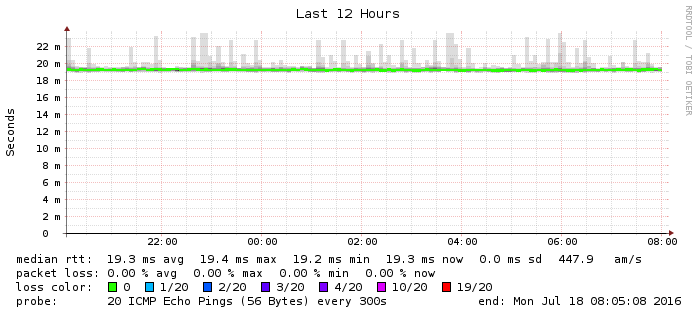 Last 12 Hours
RRDTOOL / TOBI OETIKER
Seconds
22 m
20 m
18 m
16 m
14 m
12 m
10 m
8 m
6 m
4 m
2 m
0
22:00 00:00 02:00 04:00 06:00 08:00
median rtt: 19.3 ms avg 19.4 ms max 19.2 ms min 19.3 ms now 0.0 ms sd 447.9 am/s
packet loss: 0.00 % avg 0.00 % max 0.00 % min 0.00 % now
loss color: 0 1/20 2/20 3/20 4/20 10/20 19/20
probe: 20 ICMP Echo Pings (56 Bytes) every 300s end: Mon Jul 18 08:05:08 2016